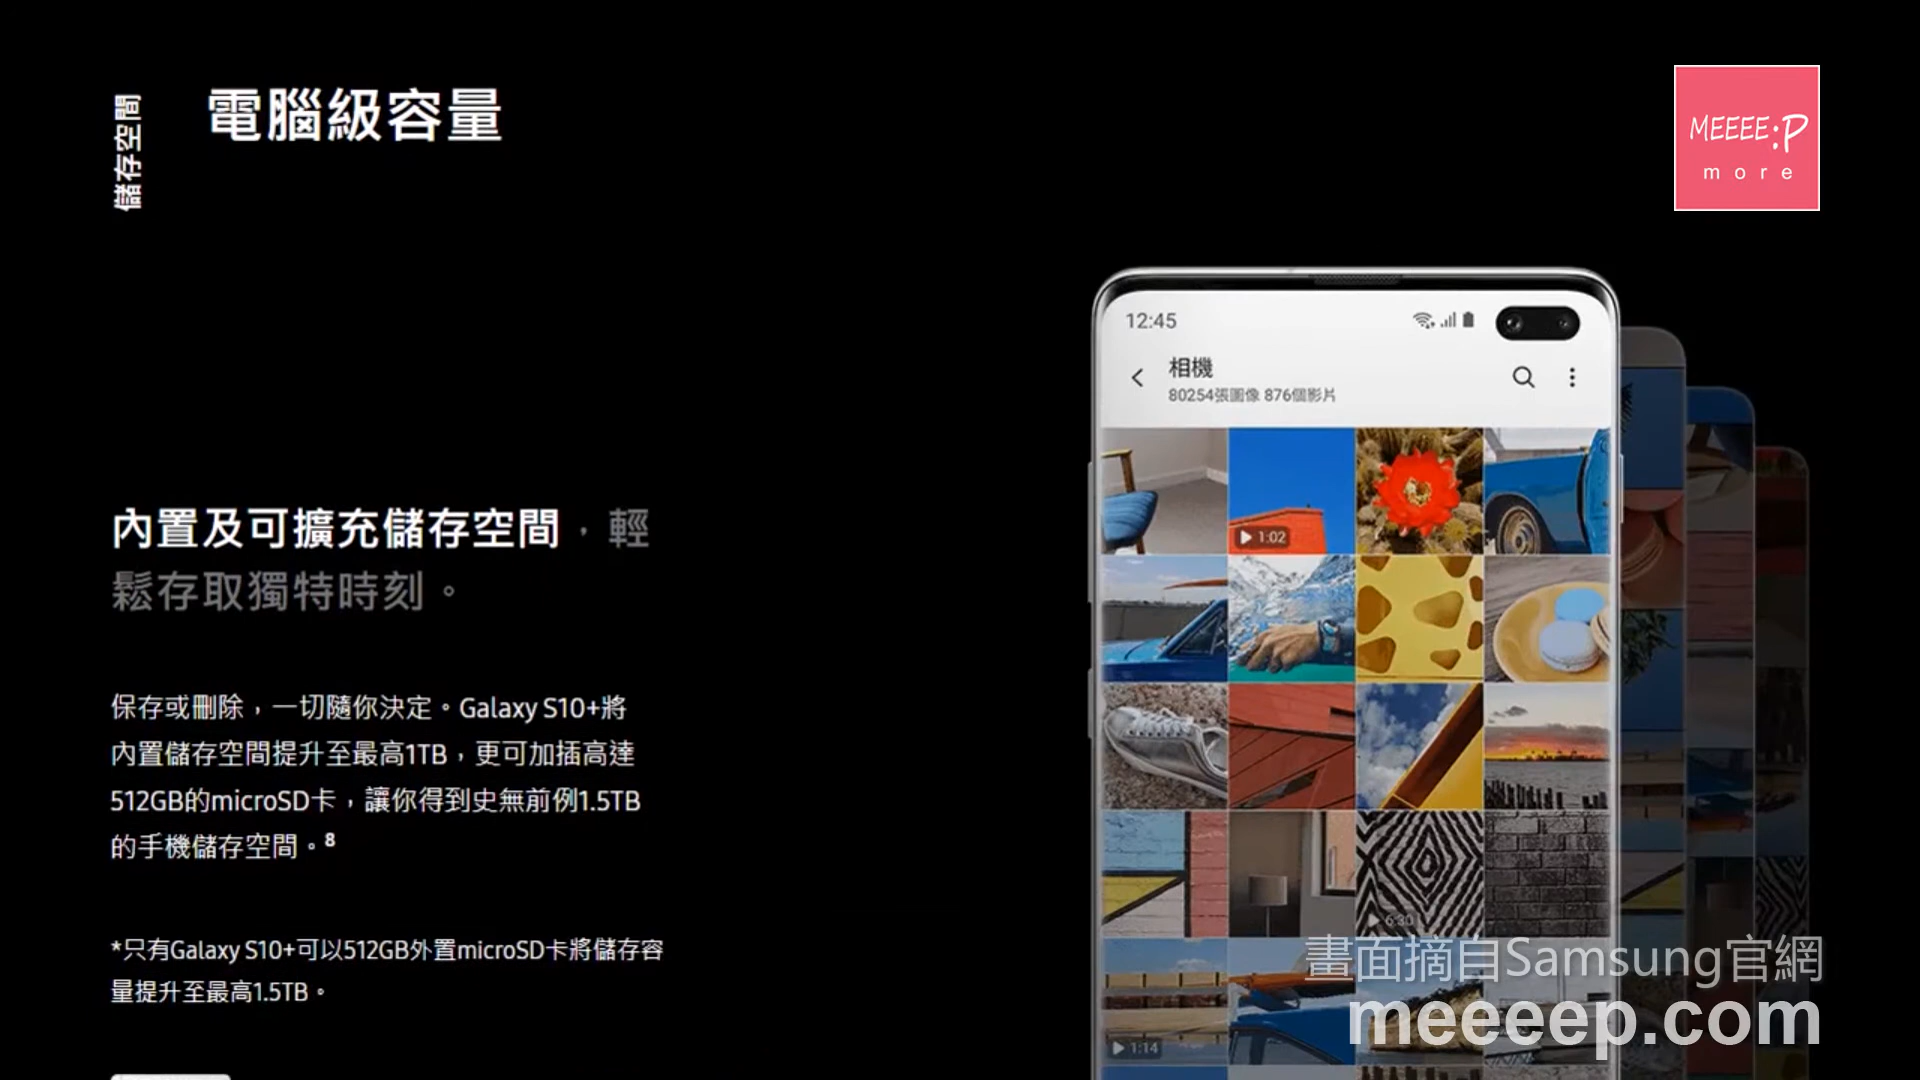 儲存空間
電腦級容量
MEEEE:P
more
12:45
相機
80254張圖像 876個影片
1:02
內置及可擴充儲存空間，輕
鬆存取獨特時刻。
保存或刪除，一切隨你決定。Galaxy S10+將
內置儲存空間提升至最高1TB，更可加插高達
512GB的microSD卡，讓你得到史無前例1.5TB
的手機儲存空間。8
6:30
*只有Galaxy S10+可以512GB外置microSD卡將儲存容
量提升至最高1.5TB。
1:14
畫面摘自Samsung官網
meeeep.com